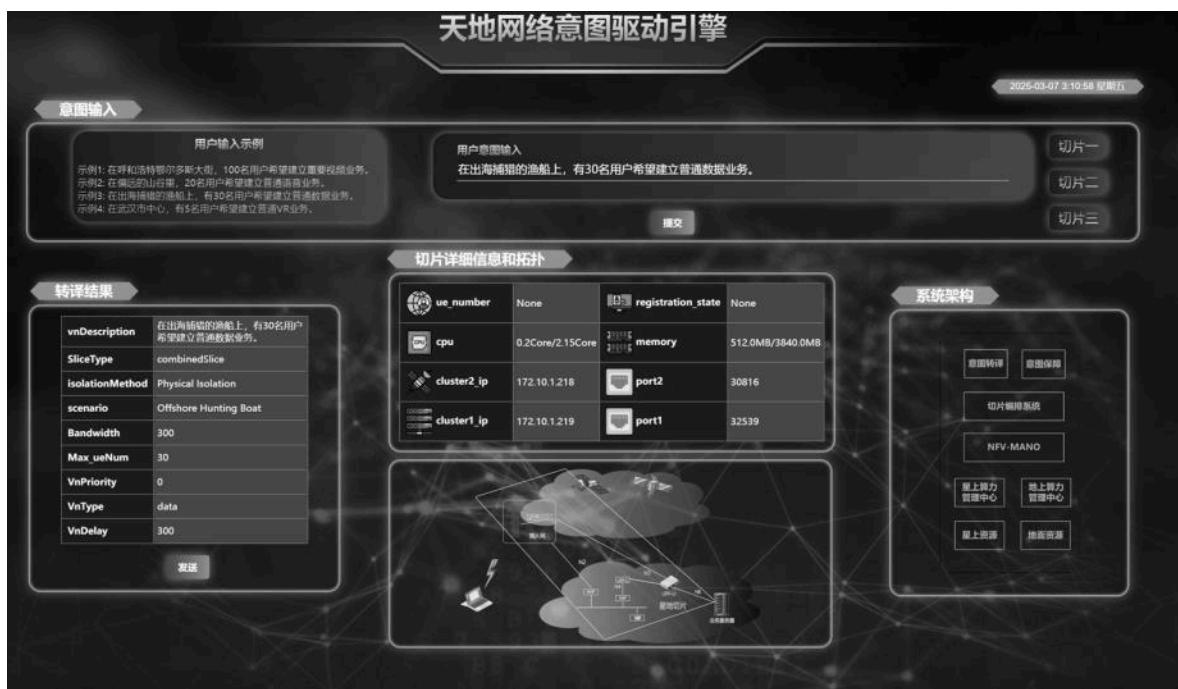 天地网络意图驱动引擎
2025-03-07 3:10:58 星期五
意图输入
用户输入示例
示例1: 在呼和浩特鄂尔多斯大街，100名用户希望建立重要视频业务。
示例2: 在偏远的山谷里，20名用户希望建立普通语音业务。
示例3: 在出海捕猎的渔船上，有30名用户希望建立普通数据业务。
示例4: 在武汉市中心，有5名用户希望建立普通VR业务。
用户意图输入
在出海捕猎的渔船上，有30名用户希望建立普通数据业务。
提交
切片一
切片二
切片三
转译结果
vnDescription 在出海捕猎的渔船上，有30名用户
希望建立普通数据业务。
SliceType combinedSlice
isolationMethod Physical Isolation
scenario Offshore Hunting Boat
Bandwidth 300
Max_ueNum 30
VnPriority 0
VnType data
VnDelay 300
发送
切片详细信息和拓扑
ue_number None registration_state None
cpu 0.2Core/2.15Core memory 512.0MB/3840.0MB
cluster2_ip 172.10.1.218 port2 30816
cluster1_ip 172.10.1.219 port1 32539
接入网
N2
星地切片
系统架构
意图转译 意图保障
切片编排系统
NFV-MANO
星上算力
管理中心
地上算力
管理中心
星上资源 地面资源